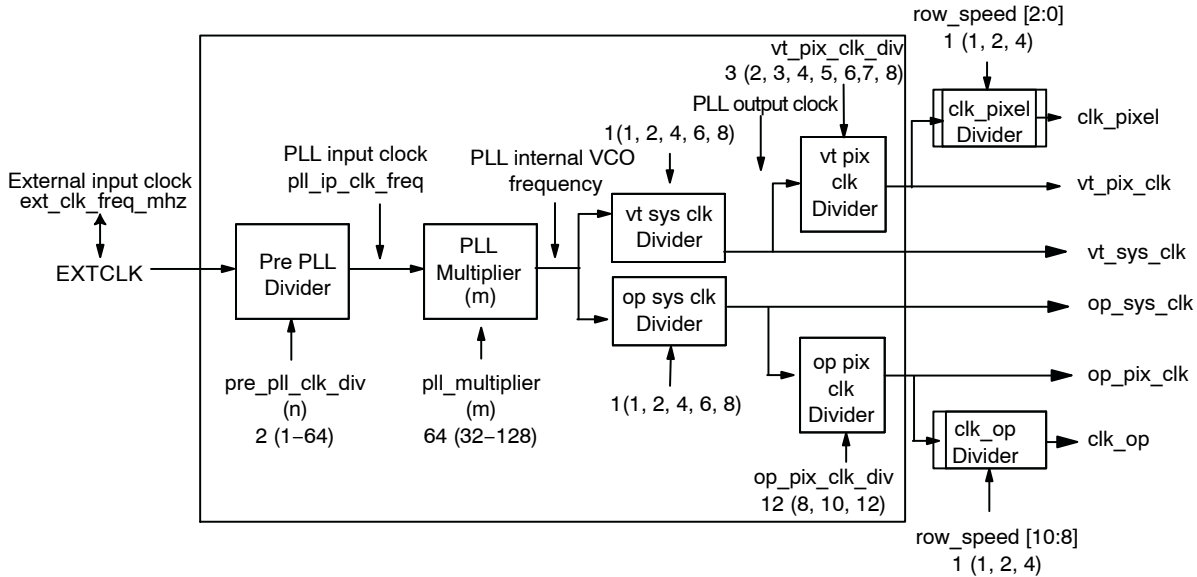 row_speed [2:0]
1 (1, 2, 4)
vt_pix_clk_div
3 (2, 3, 4, 5, 6,7, 8)
PLL output clock
clk_pixel
Divider
clk_pixel
1(1, 2, 4, 6, 8)
PLL input clock
pll_ip_clk_freq
PLL internal VCO
frequency
vt pix
clk
Divider
vt_pix_clk
External input clock
ext_clk_freq_mhz
vt sys clk
Divider
vt_sys_clk
EXTCLK
Pre PLL
Divider
PLL
Multiplier
(m)
op sys clk
Divider
op_sys_clk
op pix
clk
Divider
op_pix_clk
pre_pll_clk_div
(n)
2 (1−64)
pll_multiplier
(m)
64 (32−128)
1(1, 2, 4, 6, 8)
clk_op
Divider
clk_op
op_pix_clk_div
12 (8, 10, 12)
row_speed [10:8]
1 (1, 2, 4)